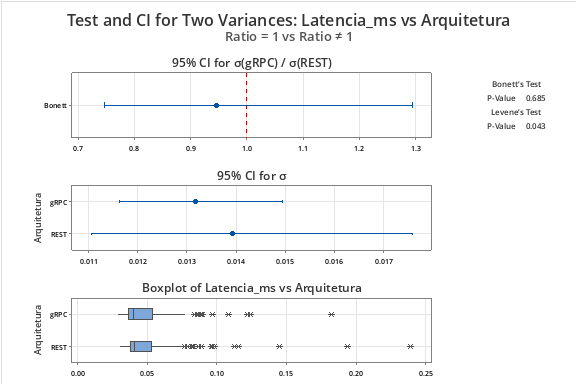 Test and CI for Two Variances: Latencia_ms vs Arquitetura
Ratio = 1 vs Ratio ≠ 1
95% CI for σ(gRPC) / σ(REST)
Bonett
0.7 0.8 0.9 1.0 1.1 1.2 1.3
Bonett's Test
P-Value 0.685
Levene's Test
P-Value 0.043
95% CI for σ
Arquitetura
gRPC
REST
0.011 0.012 0.013 0.014 0.015 0.016 0.017
Boxplot of Latencia_ms vs Arquitetura
Arquitetura
gRPC
REST
0.00 0.05 0.10 0.15 0.20 0.25